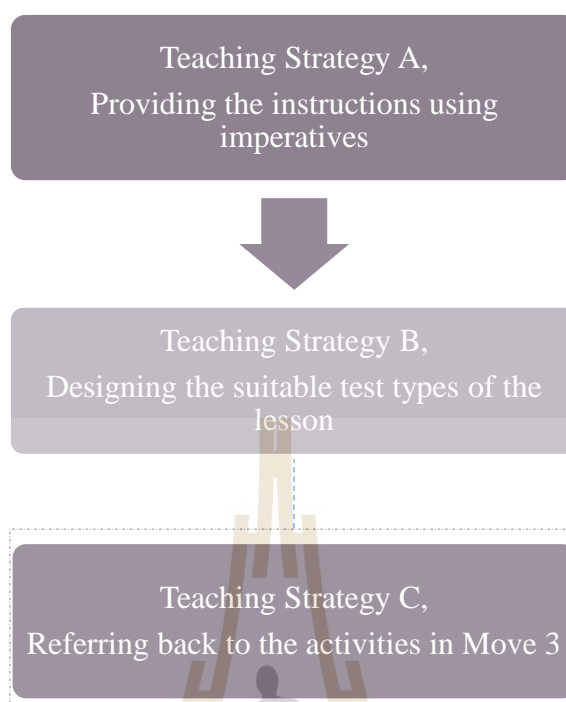 Teaching Strategy A,
Providing the instructions using
imperatives
Teaching Strategy B,
Designing the suitable test types of the
lesson
Teaching Strategy C,
Referring back to the activities in Move 3